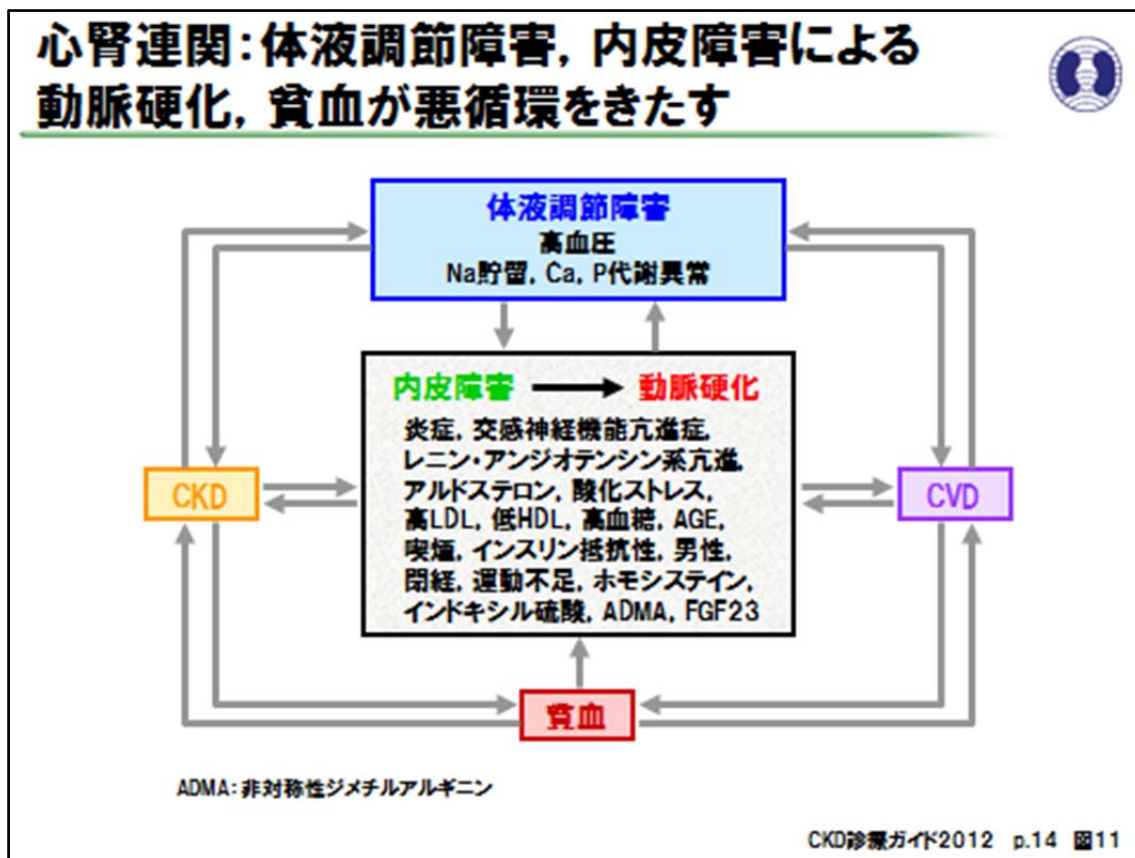 心腎連関：体液調節障害，内皮障害による
動脈硬化，貧血が悪循環をきたす
体液調節障害
高血圧
Na貯留，Ca，P代謝異常
内皮障害 動脈硬化
炎症，交感神経機能亢進症，
レニン・アンジオテンシン系亢進，
アルドステロン，酸化ストレス，
高LDL，低HDL，高血糖，AGE，
喫煙，インスリン抵抗性，男性，
閉経，運動不足，ホモシステイン，
インドキシル硫酸，ADMA，FGF23
CKD
CVD
貧血
ADMA：非対称性ジメチルアルギニン
CKD診療ガイド2012 p.14 図11